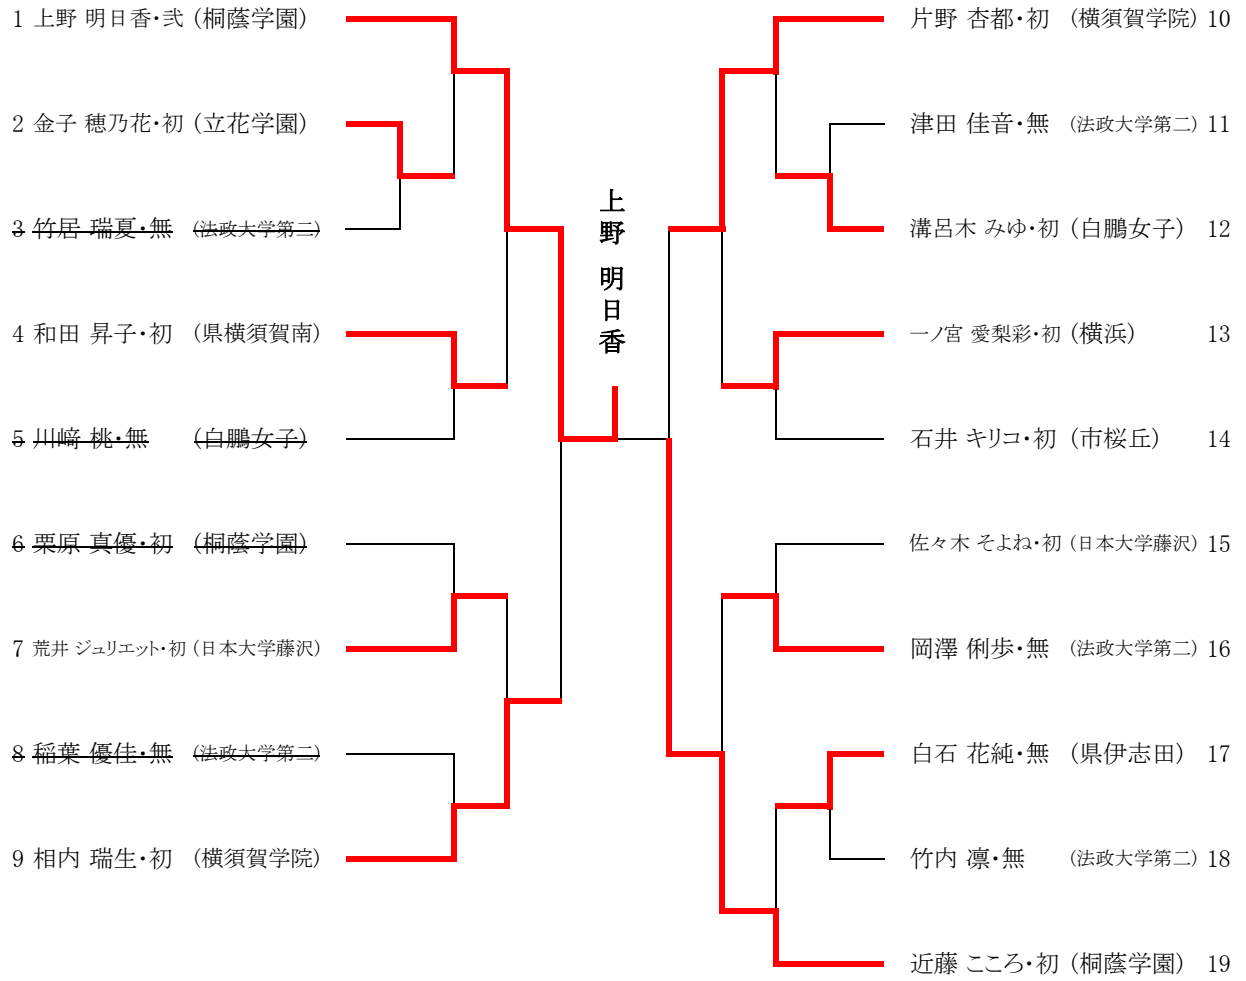 1 上野 明日香・弐 (桐蔭学園)
2 金子 穂乃花・初 (立花学園)
3 竹居 瑞夏・無 (法政大学第二)
4 和田 昇子・初 (県横須賀南)
5 川﨑 桃・無 (白鵬女子)
6 栗原 真優・初 (桐蔭学園)
7 荒井 ジュリエット・初 (日本大学藤沢)
8 稲葉 優佳・無 (法政大学第二)
9 相内 瑞生・初 (横須賀学院)
上野 明日香
片野 杏都・初 (横須賀学院) 10
津田 佳音・無 (法政大学第二) 11
溝呂木 みゆ・初 (白鵬女子) 12
一ノ宮 愛梨彩・初 (横浜) 13
石井 キリコ・初 (市桜丘) 14
佐々木 そよね・初 (日本大学藤沢) 15
岡澤 俐歩・無 (法政大学第二) 16
白石 花純・無 (県伊志田) 17
竹内 凛・無 (法政大学第二) 18
近藤 こころ・初 (桐蔭学園) 19